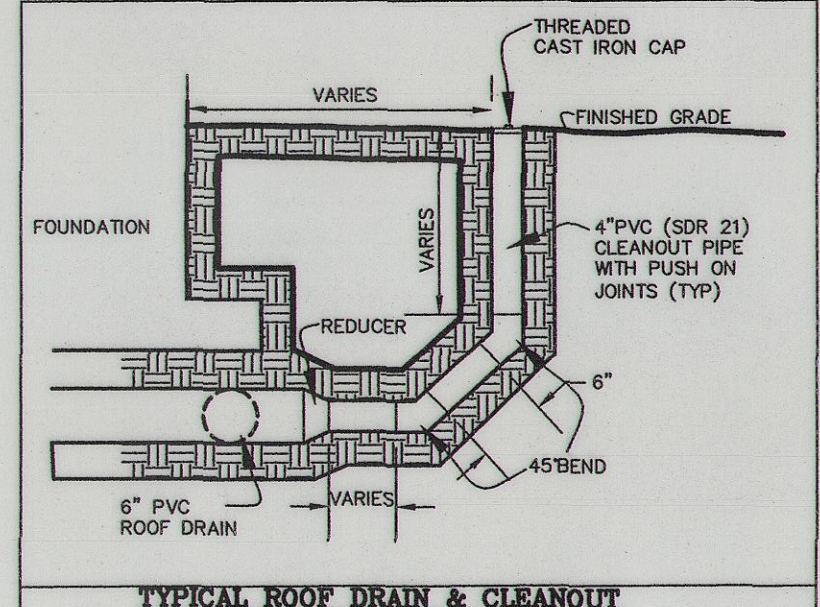 THREADED
CAST IRON CAP
VARIES
FINISHED GRADE
FOUNDATION
VARIES
4"PVC (SDR 21)
CLEANOUT PIPE
WITH PUSH ON
JOINTS (TYP)
REDUCER
6"
45°BEND
6" PVC
ROOF DRAIN
VARIES
TYPICAL ROOF DRAIN & CLEANOUT